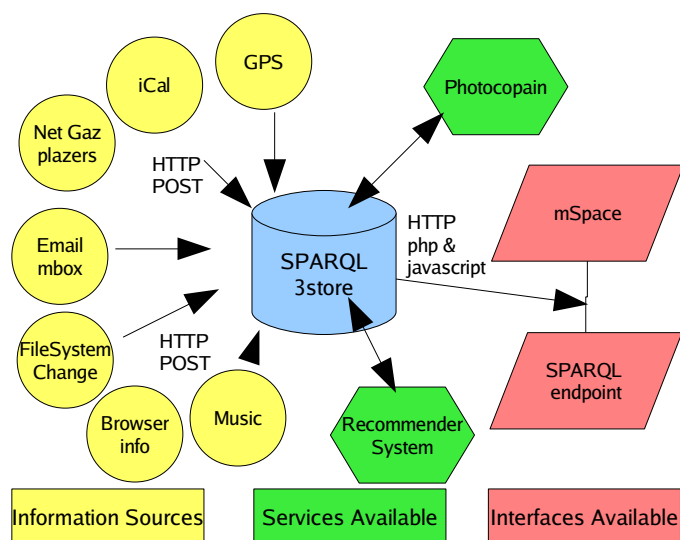 GPS
iCal
Photocopain
Net Gaz
plazers
HTTP
POST
mSpace
HTTP
php &
javascript
Email
mbox
SPARQL
3store
FileSystem
Change
HTTP
POST
SPARQL
endpoint
Music
Browser
info
Recommender
System
Information Sources
Services Available
Interfaces Available